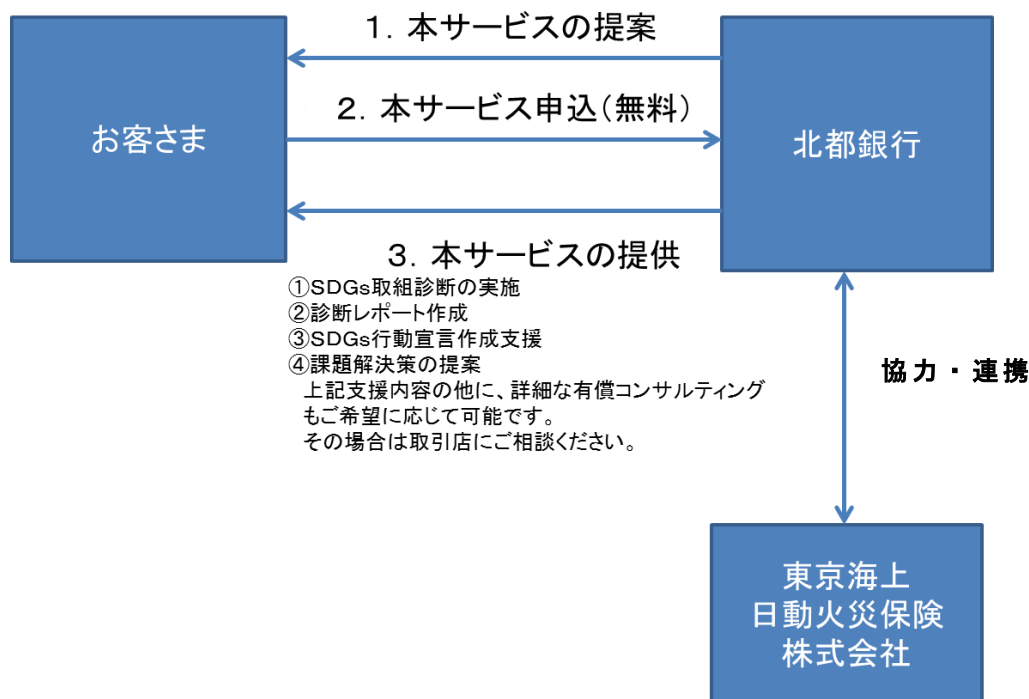 1．本サービスの提案
お客さま
2．本サービス申込（無料）
北都銀行
3．本サービスの提供
①SDGs取組診断の実施
②診断レポート作成
③SDGs行動宣言作成支援
④課題解決策の提案
上記支援内容の他に、詳細な有償コンサルティング
もご希望に応じて可能です。
その場合は取引店にご相談ください。
協力・連携
東京海上
日動火災保険
株式会社